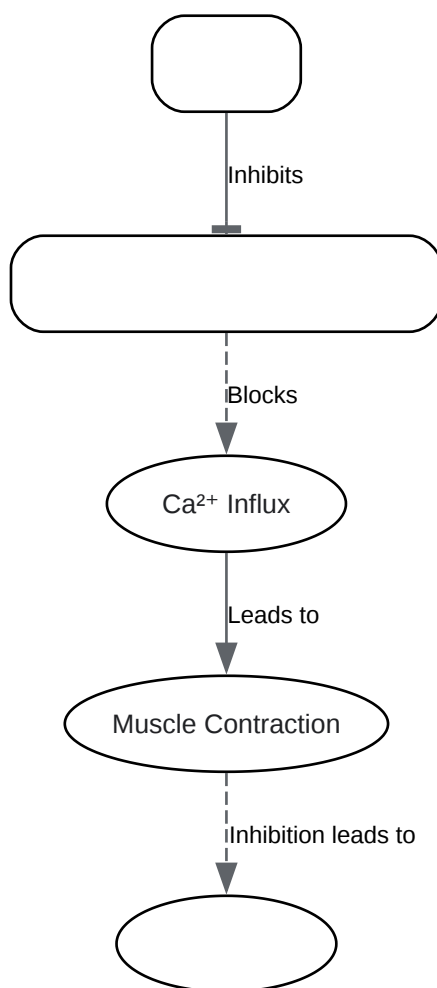 Inhibits
Blocks
Ca²⁺ Influx
Leads to
Muscle Contraction
Inhibition leads to